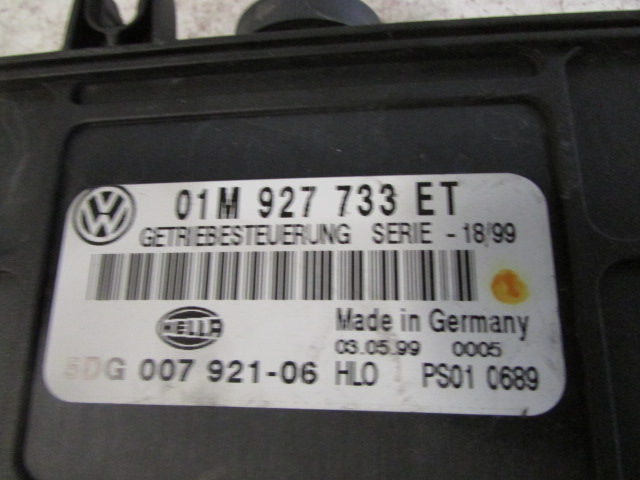 01M 927 733 ET
GETRIEBESTEUERUNG SERIE - 18/99
HELLA
Made in Germany
03.05.99 0005
5DG 007 921-06 HLO PS01 0689